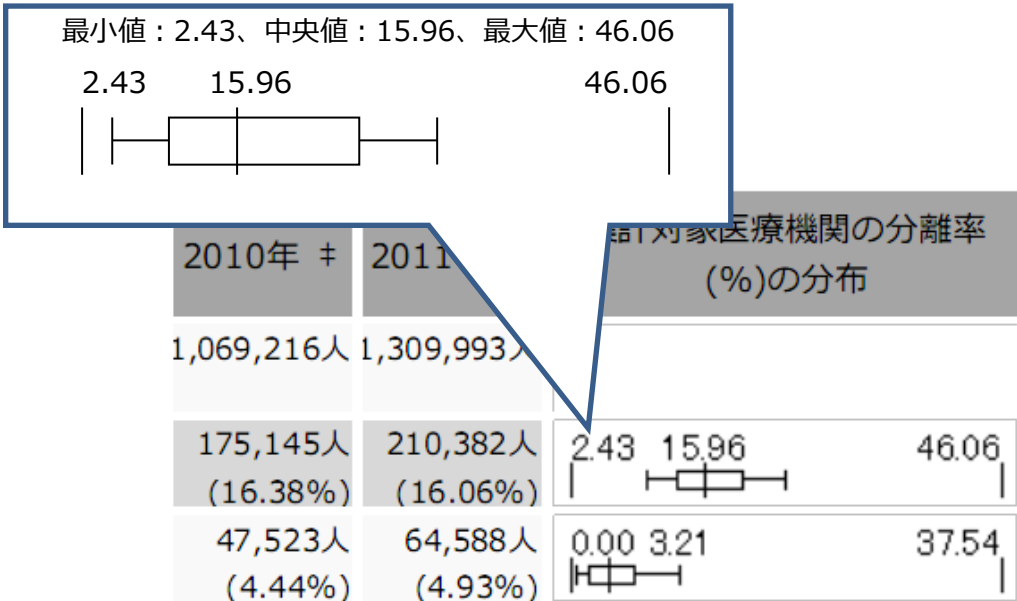 最小値：2.43、中央値：15.96、最大値：46.06
2.43 15.96 46.06
2010年 ‡ 2011 計対象医療機関の分離率
(%)の分布
1,069,216人 1,309,993人
175,145人 210,382人 2.43 15.96 46.06
(16.38%) (16.06%)
47,523人 64,588人 0.00 3.21 37.54
(4.44%) (4.93%)